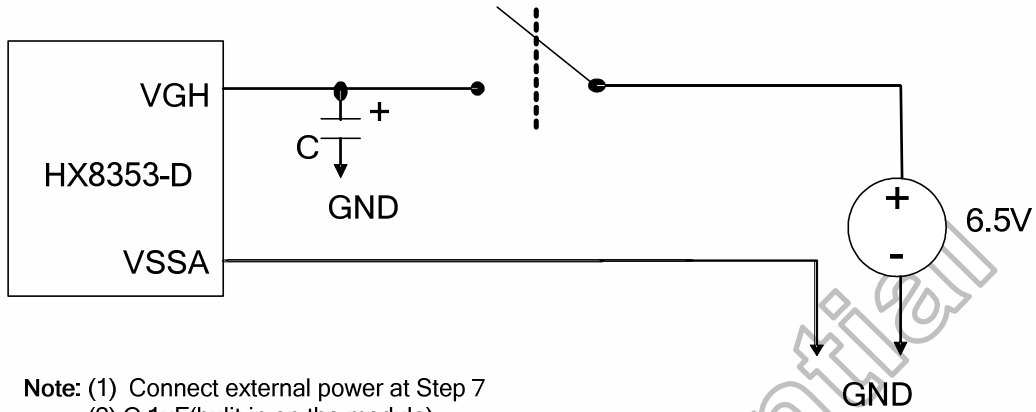 VGH
+
C
HX8353-D
GND
VSSA
+
6.5V
-
GND
Note: (1) Connect external power at Step 7